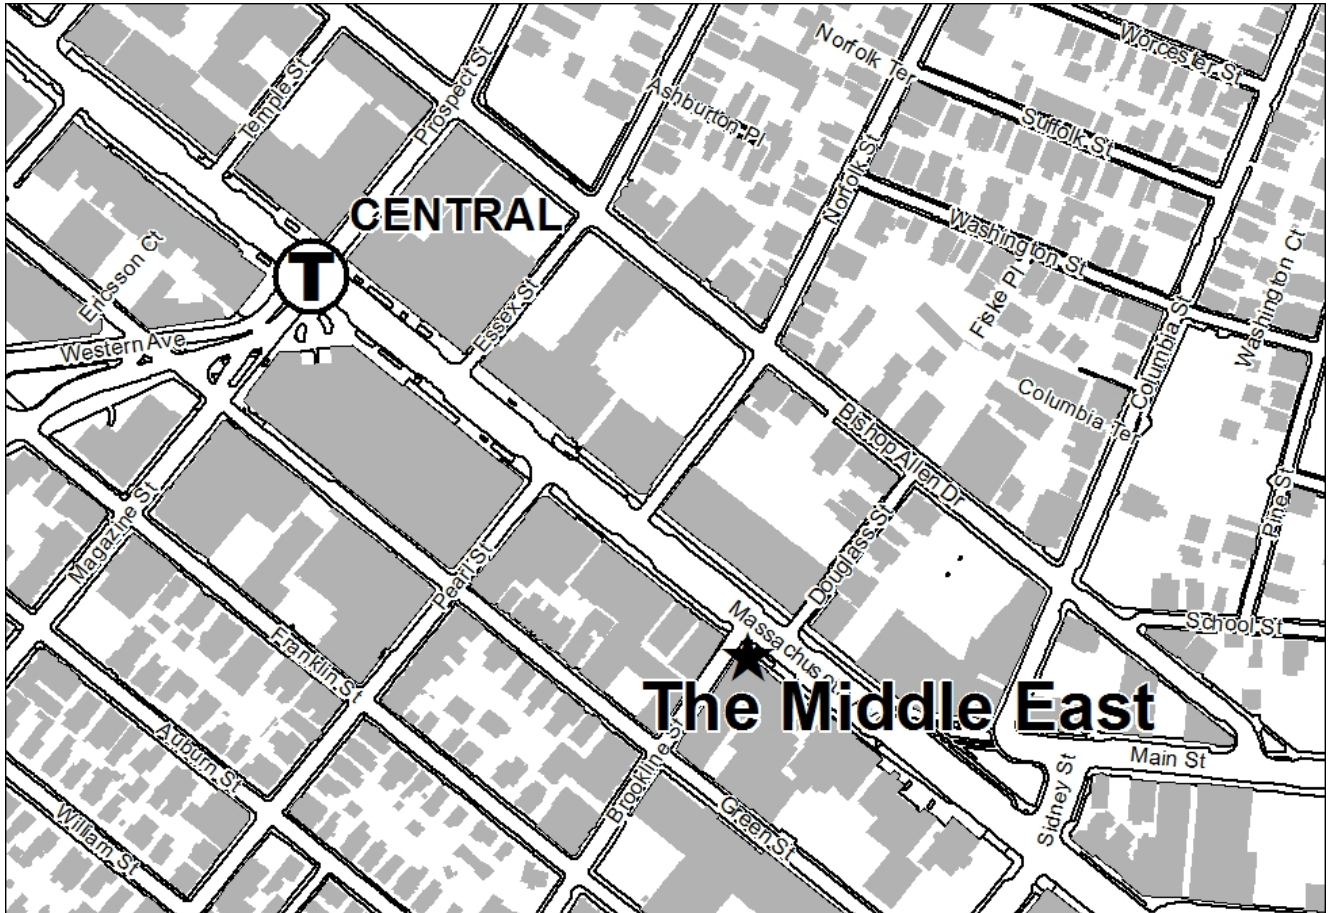 Worcester St
Norfolk Ter
Temple St
Prospect St
Ashburton Pl
Suffolk St
Norfolk St
CENTRAL
Washington St
T
Ericsson Ct
Fiske Pl
Washington Ct
Essex St
Western Ave
Columbia St
Columbia Ter
Bishop Allen Dr
Magazine St
Pine St
Douglass St
Pearl St
School St
Franklin St
The Middle East
Auburn St
Main St
Brookline St
Sidney St
Green St
William St